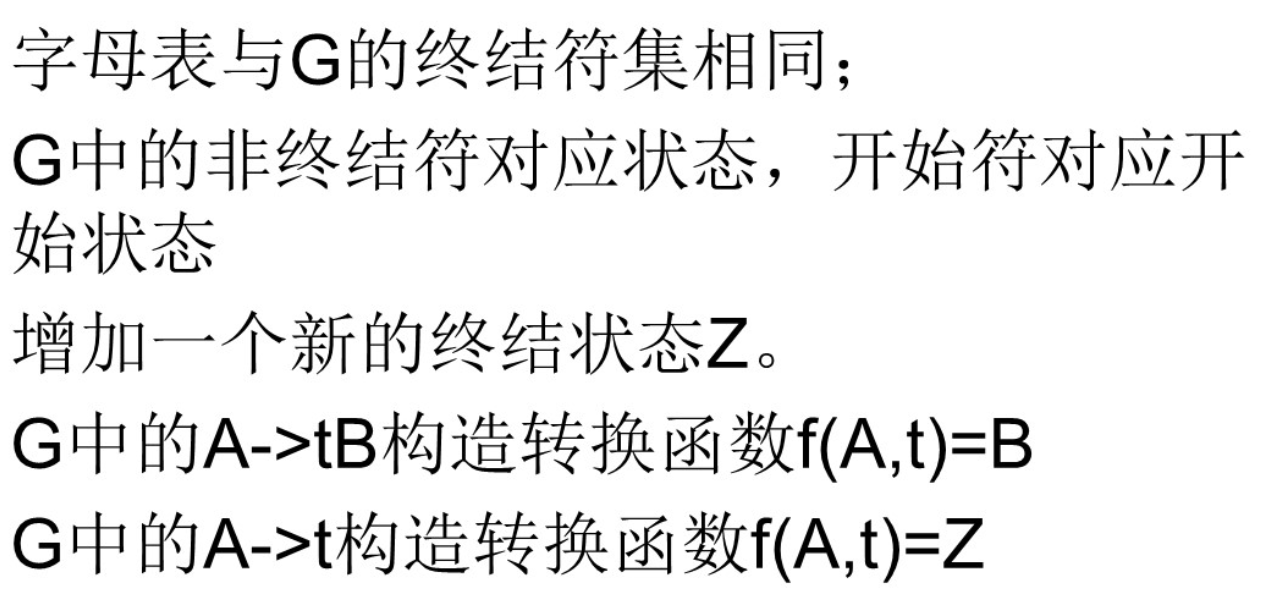 字母表与G的终结符集相同；
G中的非终结符对应状态，开始符对应开
始状态
增加一个新的终结状态Z。
G中的A->tB构造转换函数f(A,t)=B
G中的A->t构造转换函数f(A,t)=Z